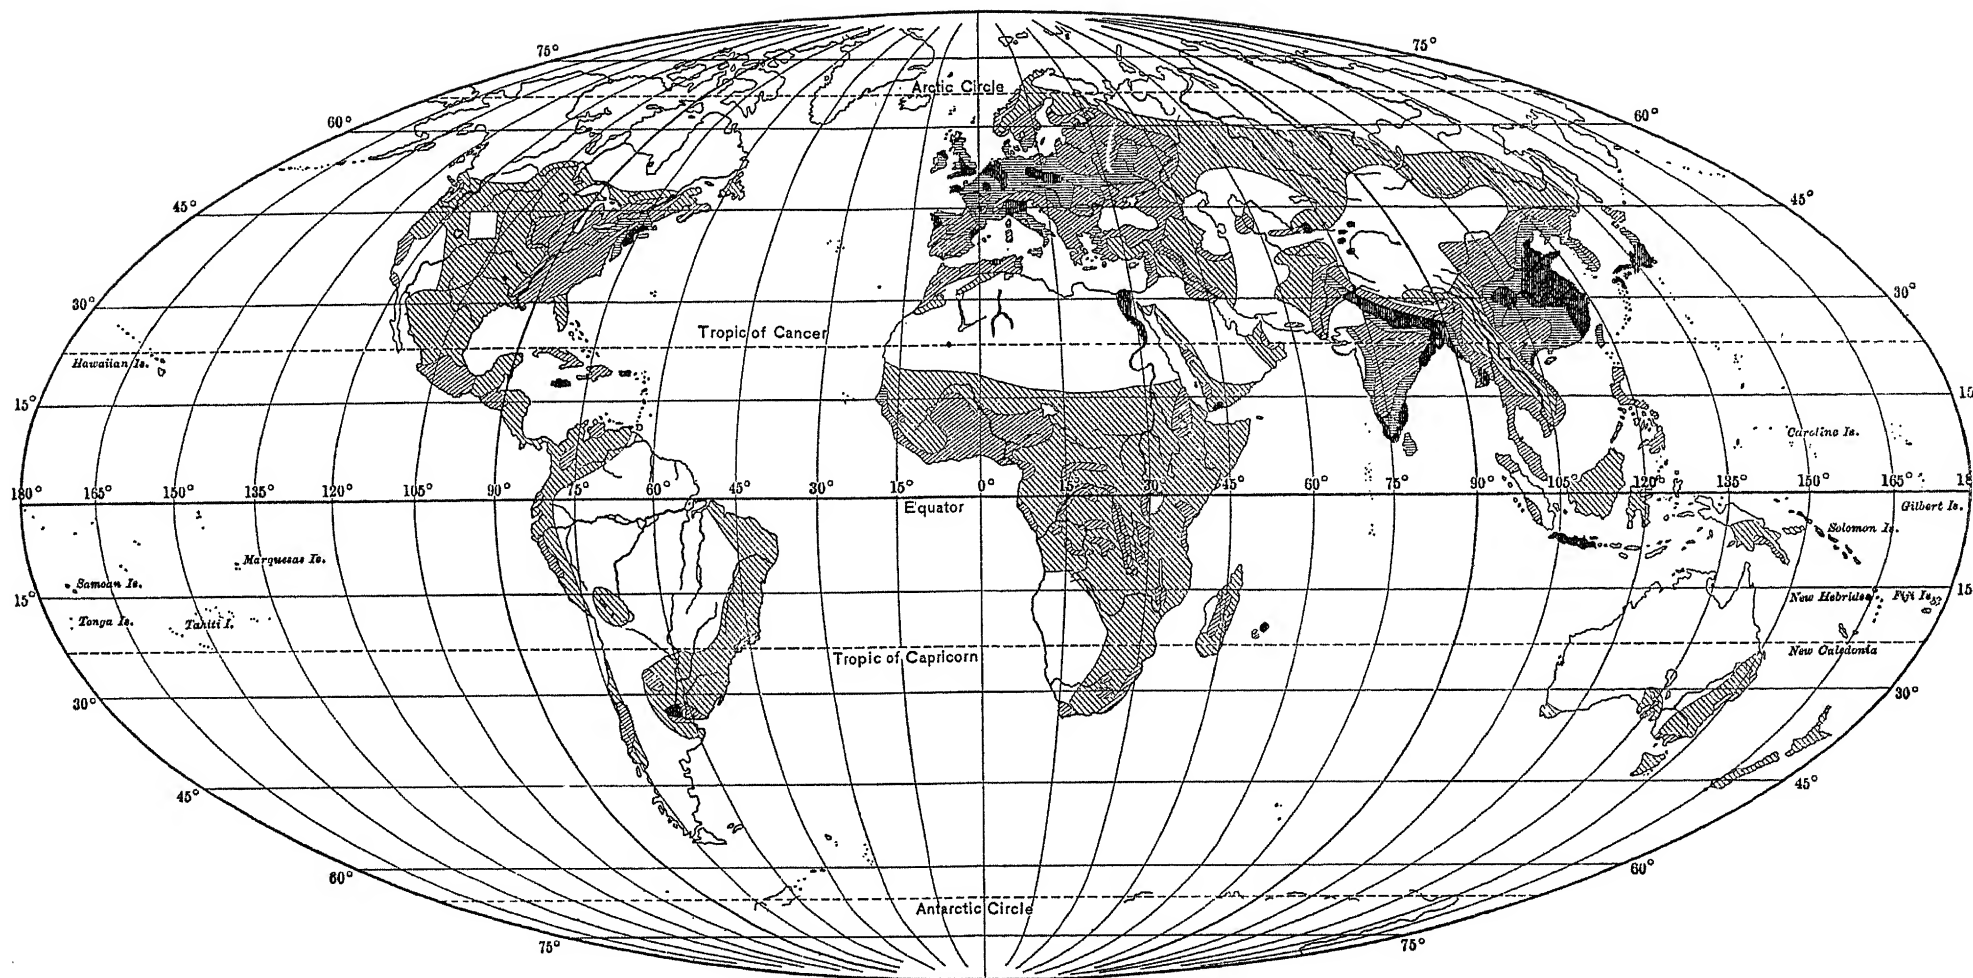 75° 75°
Arctic Circle
60° 60°
45° 45°
30° 30°
Tropic of Cancer
Hawaiian Is.
15° 15
Caroline Is.
180° 165° 150° 135° 120° 105° 90° 75° 60° 45° 30° 15° 0° 15° 30° 45° 60° 75° 90° 105° 120° 135° 150° 165° 18
Equator
Gilbert Is.
Solomon Is.
Marquesas Is.
Samoan Is.
15° 15
New Hebrides
Fiji Is.
Tonga Is.
Tahiti I.
Tropic of Capricorn
New Caledonia
30° 30°
45° 45°
60° 60°
Antarctic Circle
75° 75°